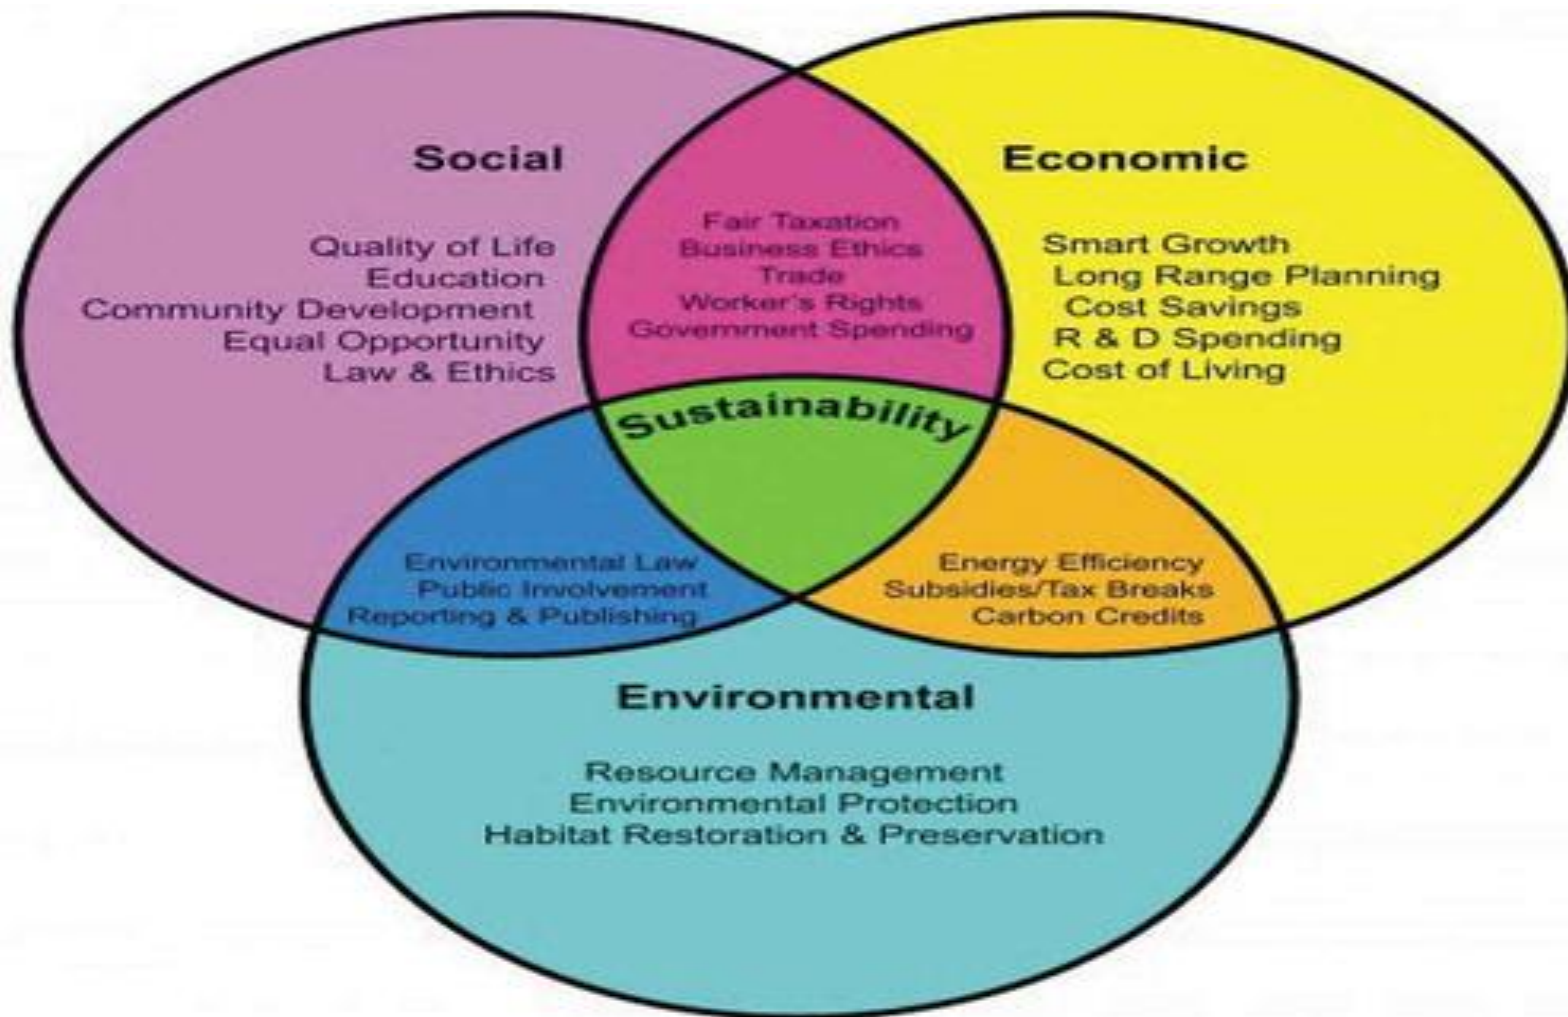 Social
Quality of Life
Education
Community Development
Equal Opportunity
Law & Ethics
Fair Taxation
Business Ethics
Trade
Worker's Rights
Government Spending
Economic
Smart Growth
Long Range Planning
Cost Savings
R & D Spending
Cost of Living
Sustainability
Environmental Law
Public Involvement
Reporting & Publishing
Energy Efficiency
Subsidies/Tax Breaks
Carbon Credits
Environmental
Resource Management
Environmental Protection
Habitat Restoration & Preservation